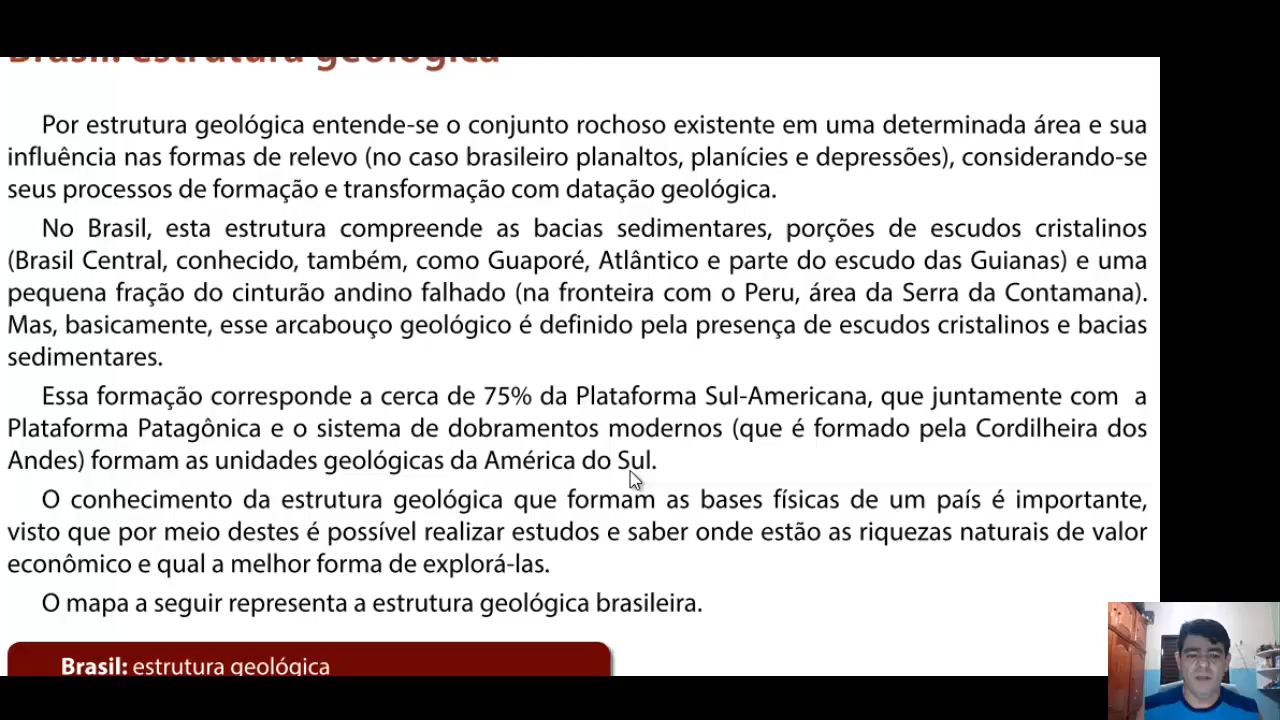 Brasil: estrutura geológica
Por estrutura geológica entende-se o conjunto rochoso existente em uma determinada área e sua
influência nas formas de relevo (no caso brasileiro planaltos, planícies e depressões), considerando-se
seus processos de formação e transformação com datação geológica.
No Brasil, esta estrutura compreende as bacias sedimentares, porções de escudos cristalinos
(Brasil Central, conhecido, também, como Guaporé, Atlântico e parte do escudo das Guianas) e uma
pequena fração do cinturão andino falhado (na fronteira com o Peru, área da Serra da Contamana).
Mas, basicamente, esse arcabouço geológico é definido pela presença de escudos cristalinos e bacias
sedimentares.
Essa formação corresponde a cerca de 75% da Plataforma Sul-Americana, que juntamente com a
Plataforma Patagônica e o sistema de dobramentos modernos (que é formado pela Cordilheira dos
Andes) formam as unidades geológicas da América do Sul.
O conhecimento da estrutura geológica que formam as bases físicas de um país é importante,
visto que por meio destes é possível realizar estudos e saber onde estão as riquezas naturais de valor
econômico e qual a melhor forma de explorá-las.
O mapa a seguir representa a estrutura geológica brasileira.
Brasil: estrutura geológica